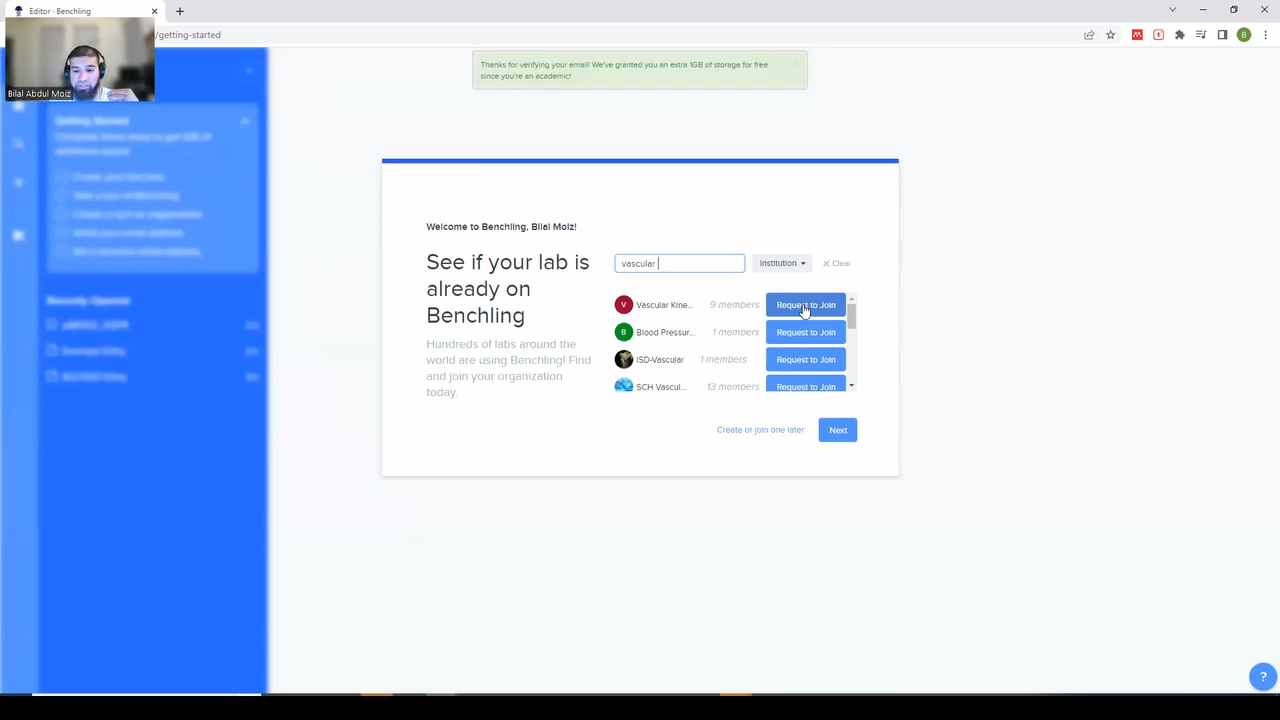 Editor - Benchling
/getting-started
B
Bilal Abdul Moiz
Thanks for verifying your email! We've granted you an extra 1GB of storage for free
since you're an academic!
Getting Started
Recently Opened
Welcome to Benchling, Bilal Moiz!
See if your lab is
already on
Benchling
Hundreds of labs around the
world are using Benchling! Find
and join your organization
today.
vascular
Institution
Clear
V Vascular Kine... 9 members Request to Join
B Blood Pressur... 1 members Request to Join
ISD-Vascular 1 members Request to Join
SCH Vascul... 13 members Request to Join
Create or join one later
Next
?